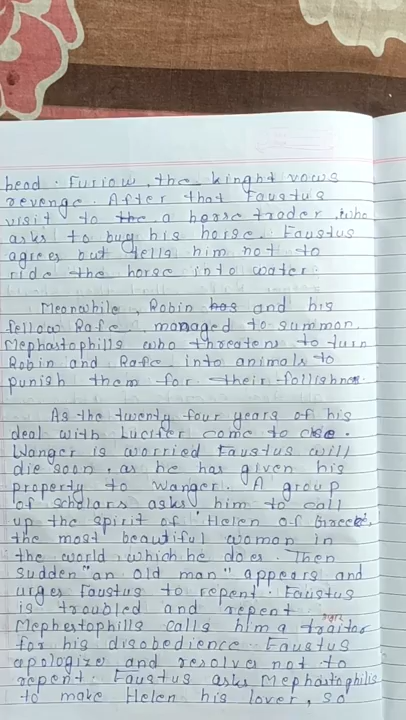 head. Furiow, the kinght vows
revenge. After that Faustus
visit to the a horse trader, who
asks to buy his horse. Faustus
agrees but tells him not to
ride the horse into water.
Meanwhile, Robin has and his
fellow Rafe, managed to summon
Mephastophills who threatens to turn
Robin and Rafe into animals to
punish them for their follishnes.
As the twenty four years of his
deal with Lucifer come to close.
Wanger is worried Faustus will
die soon, as he has given his
property to Wanger. A group
of scholars asks him to call
up the spirit of 'Helen of Greece',
the most beautiful woman in
the world, which he does. Then
sudden "an old man" appears and
urges Faustus to repent. Faustus
is troubled and repent.
Mephestophills calls him a traitor
for his disobedience. Faustus
apologize and resolve not to
repent. Faustus asks Mephastophilis
to make Helen his lover, so